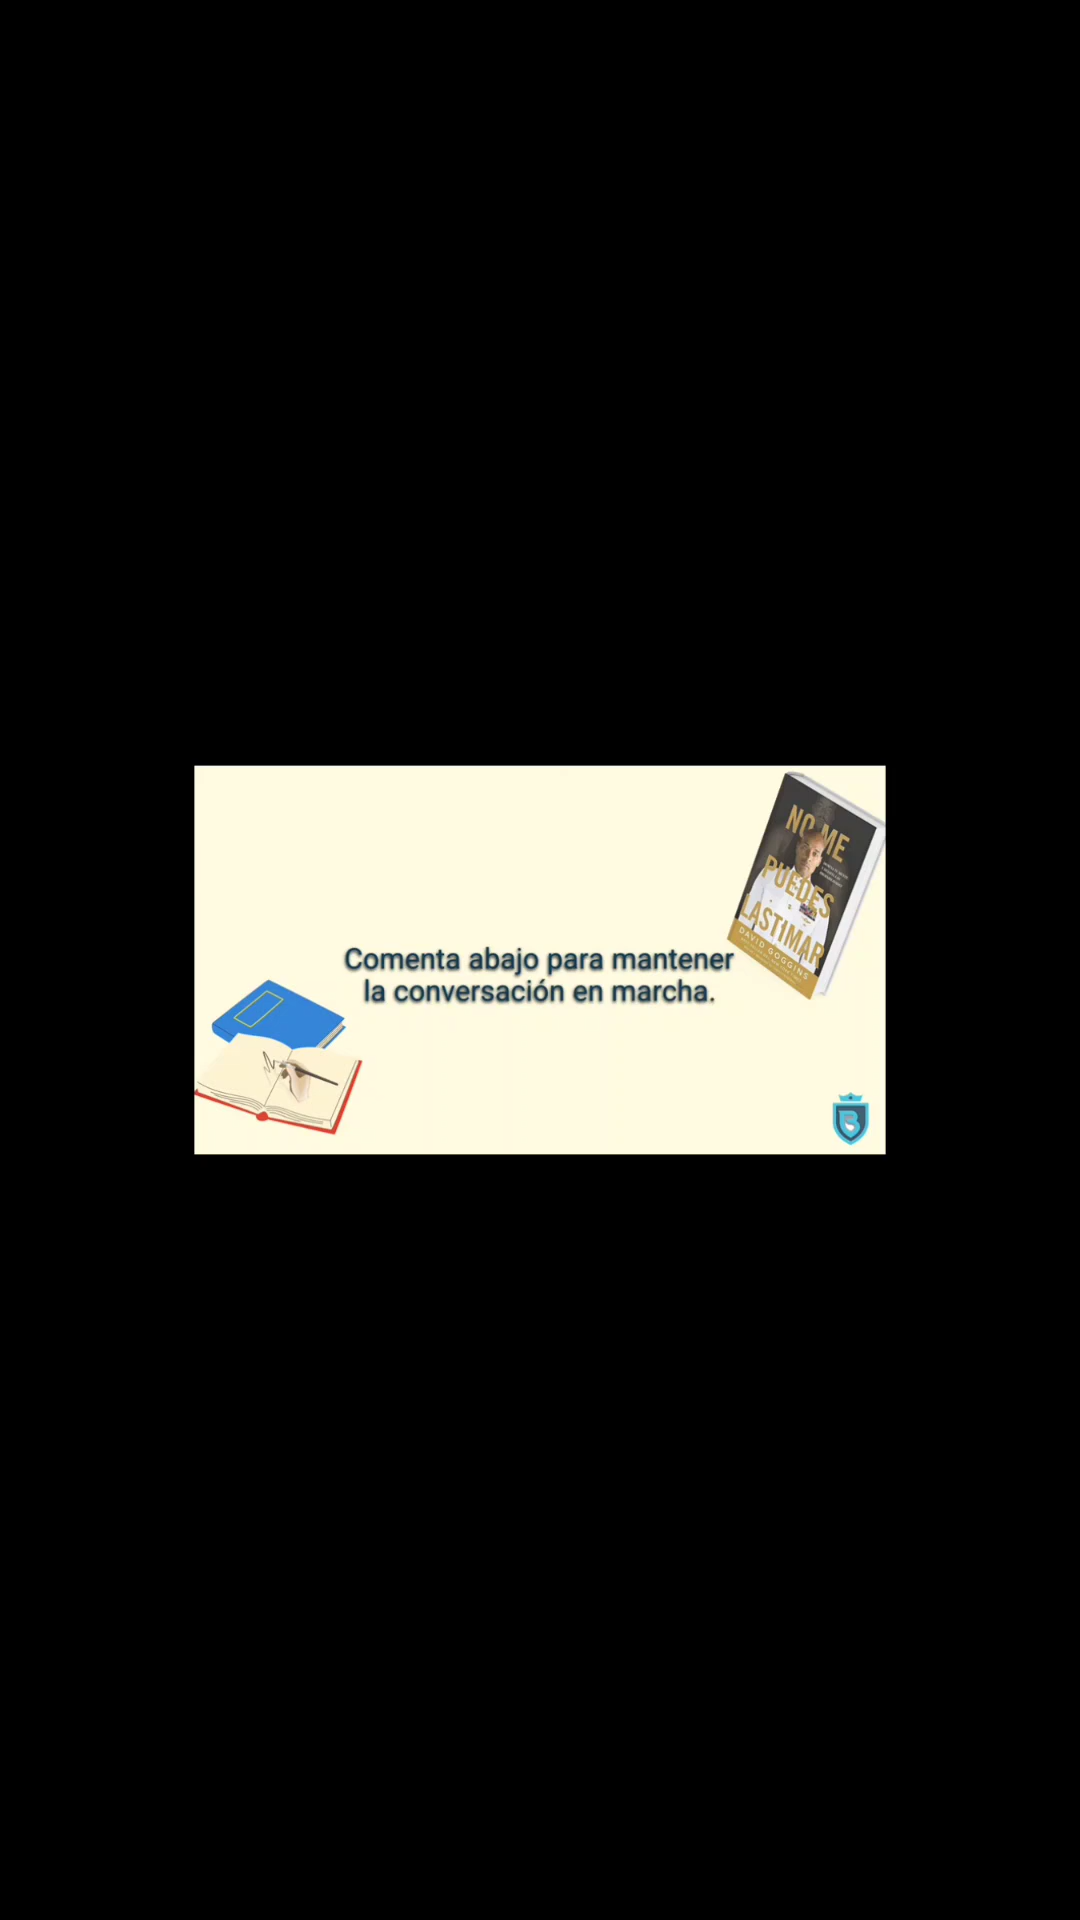 NO ME
PUEDES
LASTIMAR
DAVID GOGGINS
Comenta abajo para mantener
la conversación en marcha.
B